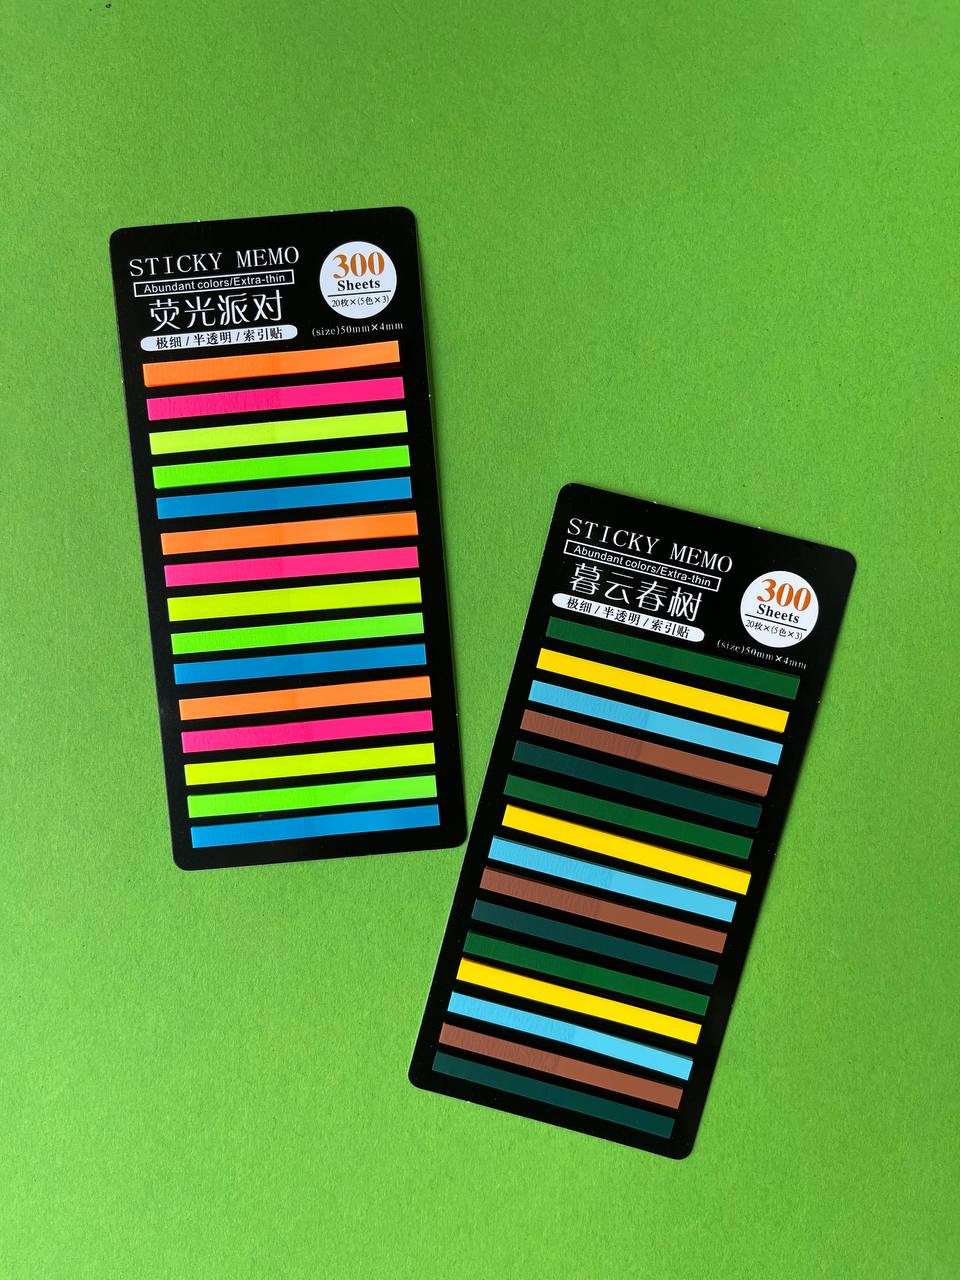 STICKY MEMO
Abundant colors/Extra-thin
荧光派对
极细 / 半透明 / 索引贴
300
Sheets
20枚×(5色×3)
(size)50mm×4mm
STICKY MEMO
Abundant colors/Extra-thin
暮云春树
极细 / 半透明 / 索引贴
300
Sheets
20枚×(5色×3)
(size)50mm×4mm